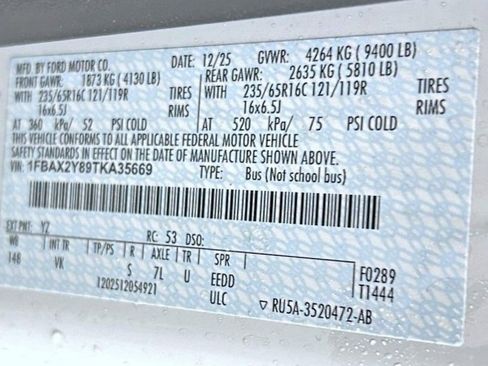 MFD. BY FORD MOTOR CO. DATE: 12/25 GVWR: 4264 KG ( 9400 LB)
FRONT GAWR: 1873 KG ( 4130 LB) REAR GAWR: 2635 KG ( 5810 LB)
WITH 235/65R16C 121/119R TIRES WITH 235/65R16C 121/119R TIRES
16x6.5J RIMS 16x6.5J RIMS
AT 360 kPa/ 52 PSI COLD AT 520 kPa/ 75 PSI COLD
THIS VEHICLE CONFORMS TO ALL APPLICABLE FEDERAL MOTOR VEHICLE
SAFETY STANDARDS IN EFFECT ON THE DATE OF MANUFACTURE SHOWN ABOVE.
VIN: 1FBAX2Y89TKA35669 TYPE: Bus (Not school bus)
EXT PNT: YZ RC: 53 DSO:
WB INT TR TP/PS R AXLE TR SPR
148 VK S 7L U EEDD F0289
1202512054921 ULC T1444
RU5A-3520472-AB